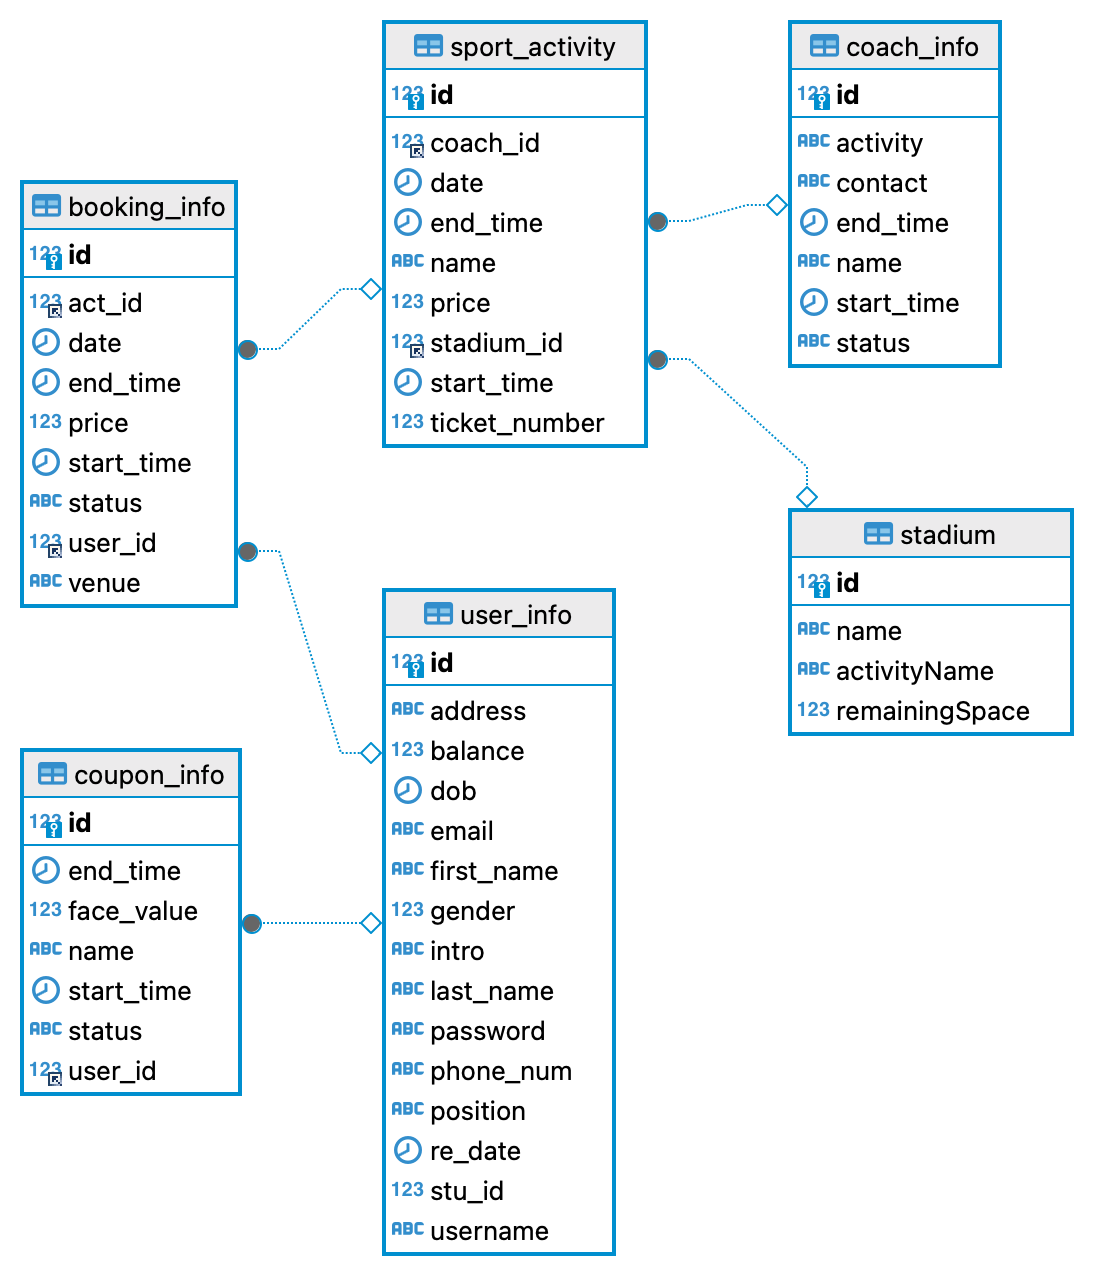 sport_activity
123 id
123 coach_id
date
end_time
ABC name
123 price
123 stadium_id
start_time
123 ticket_number
coach_info
123 id
ABC activity
ABC contact
end_time
ABC name
start_time
ABC status
booking_info
123 id
123 act_id
date
end_time
123 price
start_time
ABC status
123 user_id
ABC venue
stadium
123 id
ABC name
ABC activityName
123 remainingSpace
user_info
123 id
ABC address
123 balance
dob
ABC email
ABC first_name
123 gender
ABC intro
ABC last_name
ABC password
ABC phone_num
ABC position
re_date
123 stu_id
ABC username
coupon_info
123 id
end_time
123 face_value
ABC name
start_time
ABC status
123 user_id